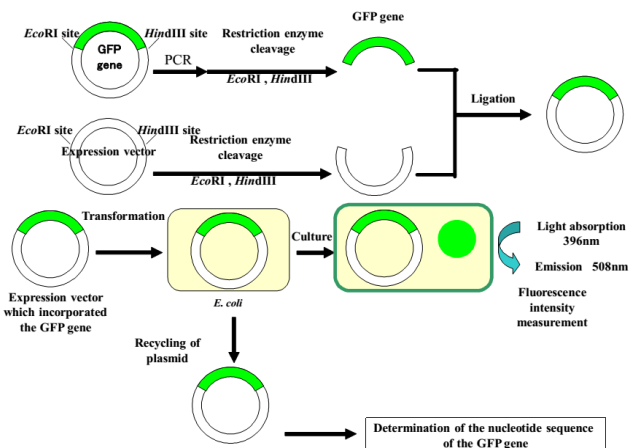 GFP gene
EcoRI site
HindIII site
GFP
gene
PCR
Restriction enzyme
cleavage
EcoRI , HindIII
Ligation
EcoRI site
HindIII site
Expression vector
Restriction enzyme
cleavage
EcoRI , HindIII
Transformation
Culture
Light absorption
396nm
Emission 508nm
Fluorescence
intensity
measurement
Expression vector
which incorporated
the GFP gene
E. coli
Recycling of
plasmid
Determination of the nucleotide sequence
of the GFP gene